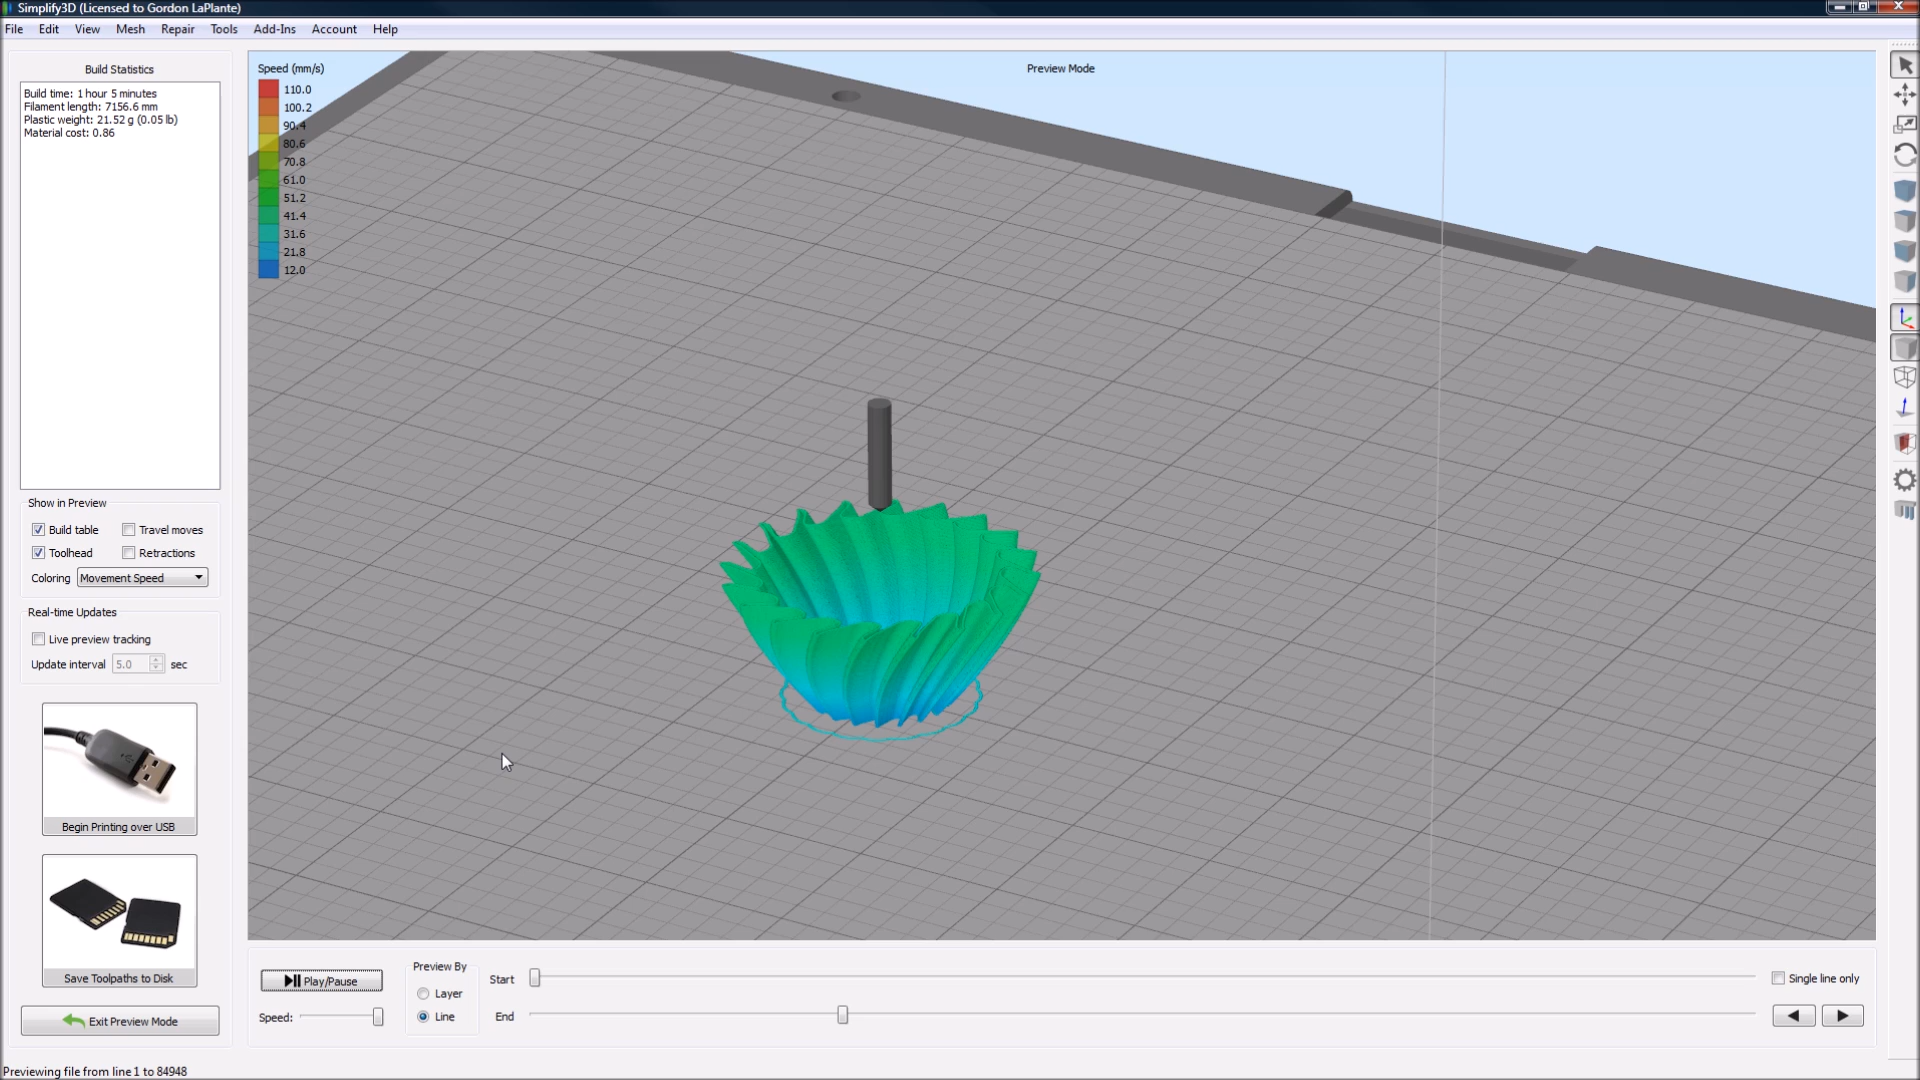 Simplify3D (Licensed to Gordon LaPlante)
File Edit View Mesh Repair Tools Add-Ins Account Help
Build Statistics
Build time: 1 hour 5 minutes
Filament length: 7156.6 mm
Plastic weight: 21.52 g (0.05 lb)
Material cost: 0.86
Speed (mm/s)
110.0
100.2
90.4
80.6
70.8
61.0
51.2
41.4
31.6
21.8
12.0
Preview Mode
Show in Preview
Build table Travel moves
Toolhead Retractions
Coloring Movement Speed
Real-time Updates
Live preview tracking
Update interval 5.0 sec
Begin Printing over USB
Save Toolpaths to Disk
Exit Preview Mode
Play/Pause
Speed:
Preview By
Layer
Line
Start
End
Single line only
Previewing file from line 1 to 84948